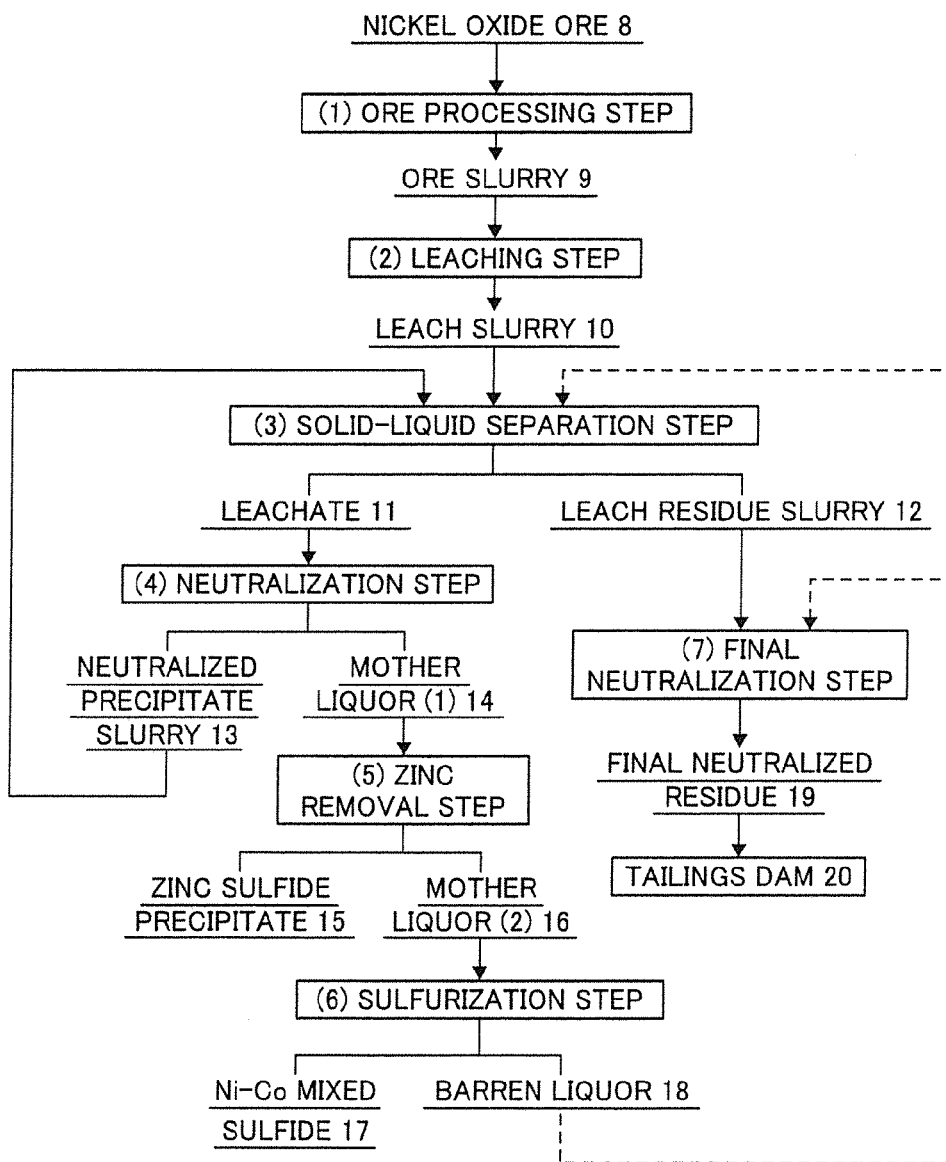 NICKEL OXIDE ORE 8
(1) ORE PROCESSING STEP
ORE SLURRY 9
(2) LEACHING STEP
LEACH SLURRY 10
(3) SOLID-LIQUID SEPARATION STEP
LEACHATE 11
LEACH RESIDUE SLURRY 12
(4) NEUTRALIZATION STEP
NEUTRALIZED
PRECIPITATE
SLURRY 13
MOTHER
LIQUOR (1) 14
(7) FINAL
NEUTRALIZATION STEP
(5) ZINC
REMOVAL STEP
FINAL NEUTRALIZED
RESIDUE 19
ZINC SULFIDE
PRECIPITATE 15
MOTHER
LIQUOR (2) 16
TAILINGS DAM 20
(6) SULFURIZATION STEP
Ni-Co MIXED
SULFIDE 17
BARREN LIQUOR 18